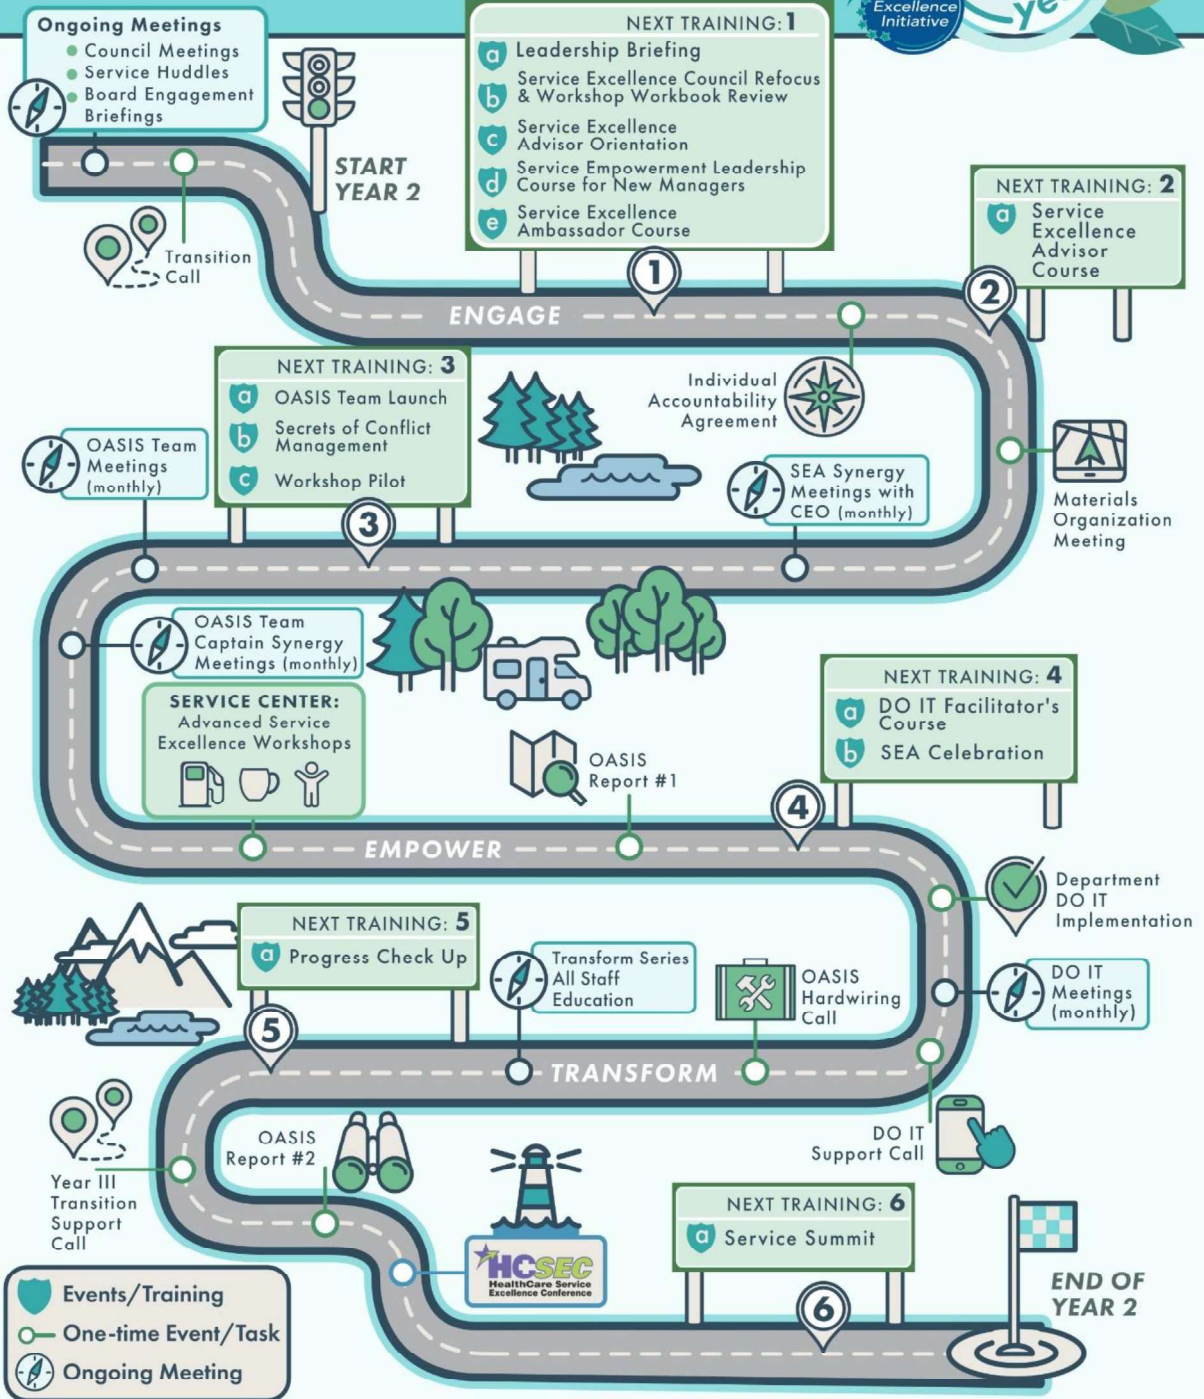 Ongoing Meetings
Council Meetings
Service Huddles
Board Engagement
Briefings
START
YEAR 2
Transition
Call
NEXT TRAINING: 1
a Leadership Briefing
b Service Excellence Council Refocus
& Workshop Workbook Review
c Service Excellence
Advisor Orientation
d Service Empowerment Leadership
Course for New Managers
e Service Excellence
Ambassador Course
Excellence
Initiative
NEXT TRAINING: 2
a Service
Excellence
Advisor
Course
1
2
ENGAGE
Individual
Accountability
Agreement
Materials
Organization
Meeting
NEXT TRAINING: 3
a OASIS Team Launch
b Secrets of Conflict
Management
c Workshop Pilot
OASIS Team
Meetings
(monthly)
SEA Synergy
Meetings with
CEO (monthly)
3
OASIS Team
Captain Synergy
Meetings (monthly)
SERVICE CENTER:
Advanced Service
Excellence Workshops
OASIS
Report #1
NEXT TRAINING: 4
a DO IT Facilitator's
Course
b SEA Celebration
4
EMPOWER
Department
DO IT
Implementation
DO IT
Meetings
(monthly)
NEXT TRAINING: 5
a Progress Check Up
Transform Series
All Staff
Education
OASIS
Hardwiring
Call
5
TRANSFORM
DO IT
Support Call
Year III
Transition
Support
Call
OASIS
Report #2
HCSEC
HealthCare Service
Excellence Conference
NEXT TRAINING: 6
a Service Summit
6
END OF
YEAR 2
Events/Training
One-time Event/Task
Ongoing Meeting